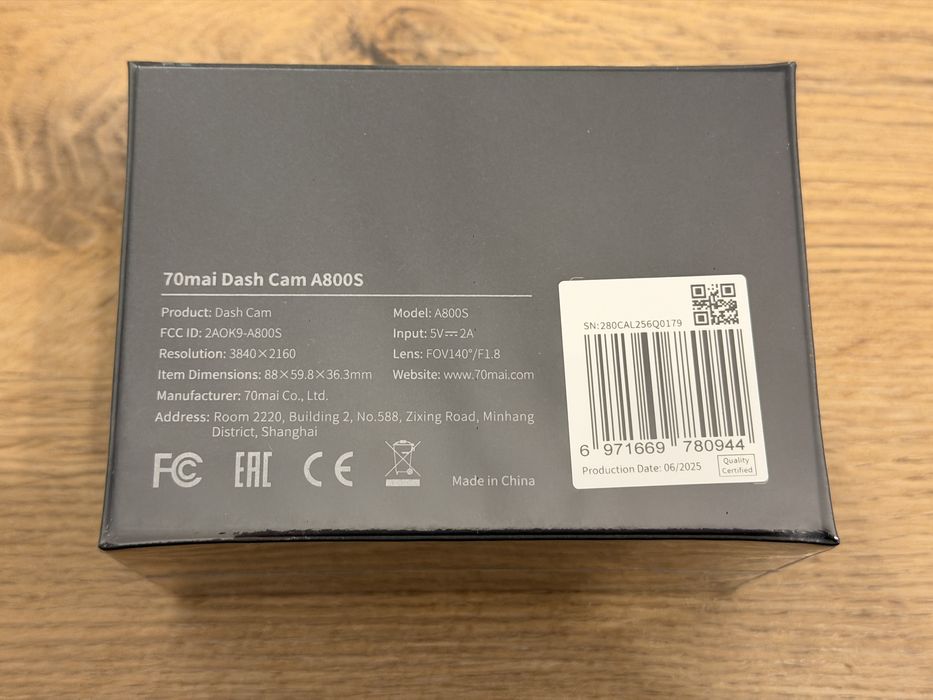 70mai Dash Cam A800S
Product: Dash Cam
Model: A800S
FCC ID: 2AOK9-A800S
Input: 5V⎓2A
Resolution: 3840×2160
Lens: FOV140°/F1.8
Item Dimensions: 88×59.8×36.3mm
Website: www.70mai.com
Manufacturer: 70mai Co., Ltd.
Address: Room 2220, Building 2, No.588, Zixing Road, Minhang
District, Shanghai
FC EAC CE
Made in China
SN:280CAL256Q0179
6 971669 780944
Production Date: 06/2025
Quality
Certified